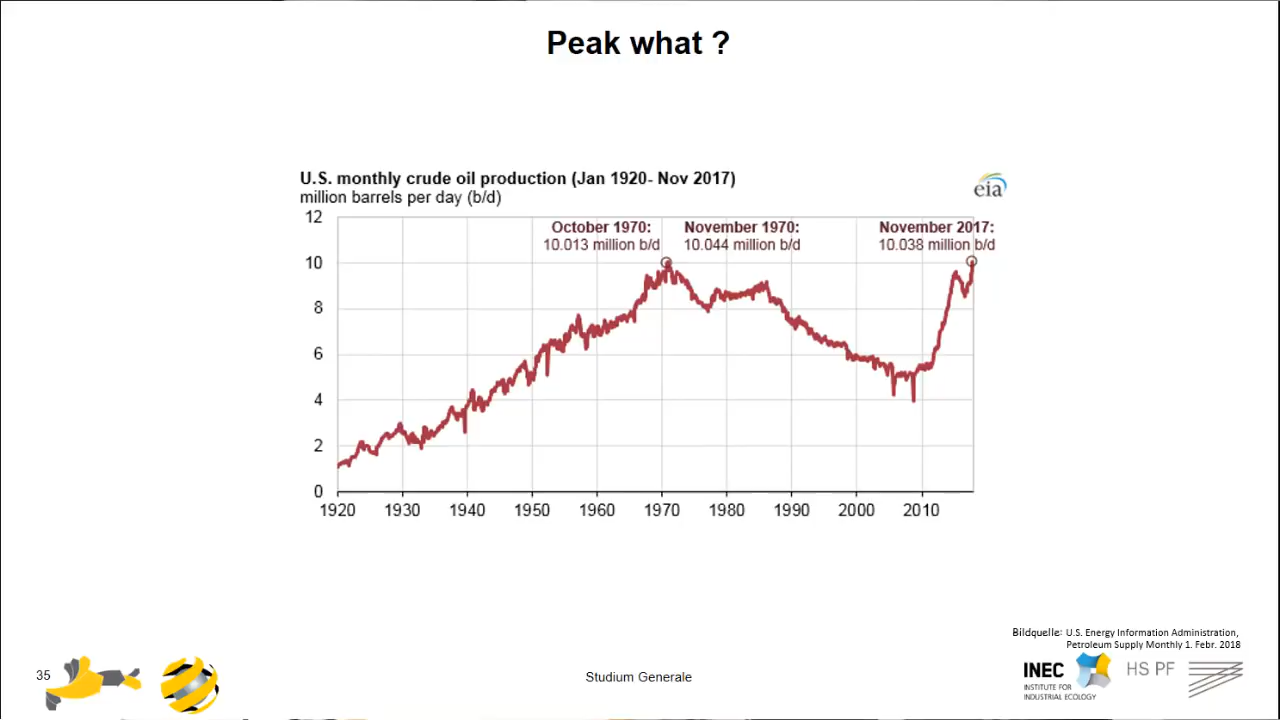 Peak what ?
U.S. monthly crude oil production (Jan 1920- Nov 2017)
million barrels per day (b/d)
eia
October 1970:
10.013 million b/d
November 1970:
10.044 million b/d
November 2017:
10.038 million b/d
12
10
8
6
4
2
0
1920 1930 1940 1950 1960 1970 1980 1990 2000 2010
Bildquelle: U.S. Energy Information Administration,
Petroleum Supply Monthly 1. Febr. 2018
35
Studium Generale
INEC
INSTITUTE FOR
INDUSTRIAL ECOLOGY
HS PF